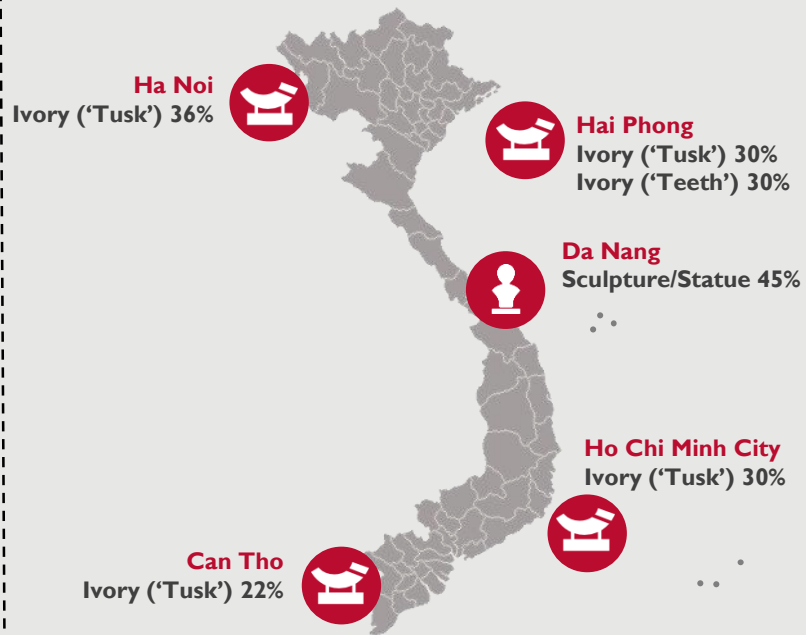 Ha Noi
Ivory (‘Tusk’) 36%
Hai Phong
Ivory (‘Tusk’) 30%
Ivory (‘Teeth’) 30%
Da Nang
Sculpture/Statue 45%
Ho Chi Minh City
Ivory (‘Tusk’) 30%
Can Tho
Ivory (‘Tusk’) 22%